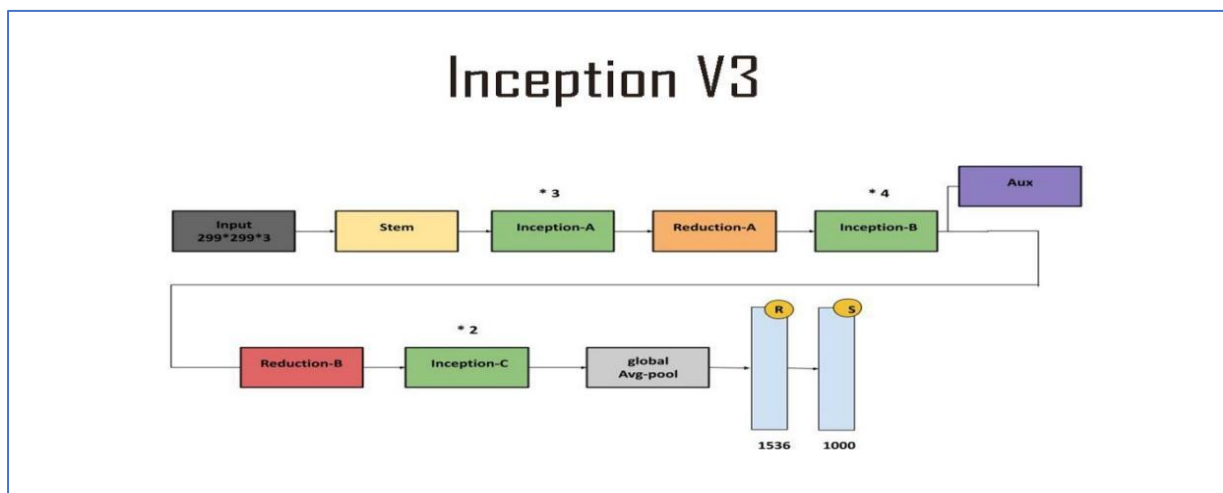 Inception V3
Aux
* 3
* 4
Input
299*299*3
Stem
Inception-A
Reduction-A
Inception-B
* 2
R
S
Reduction-B
Inception-C
global
Avg-pool
1536
1000